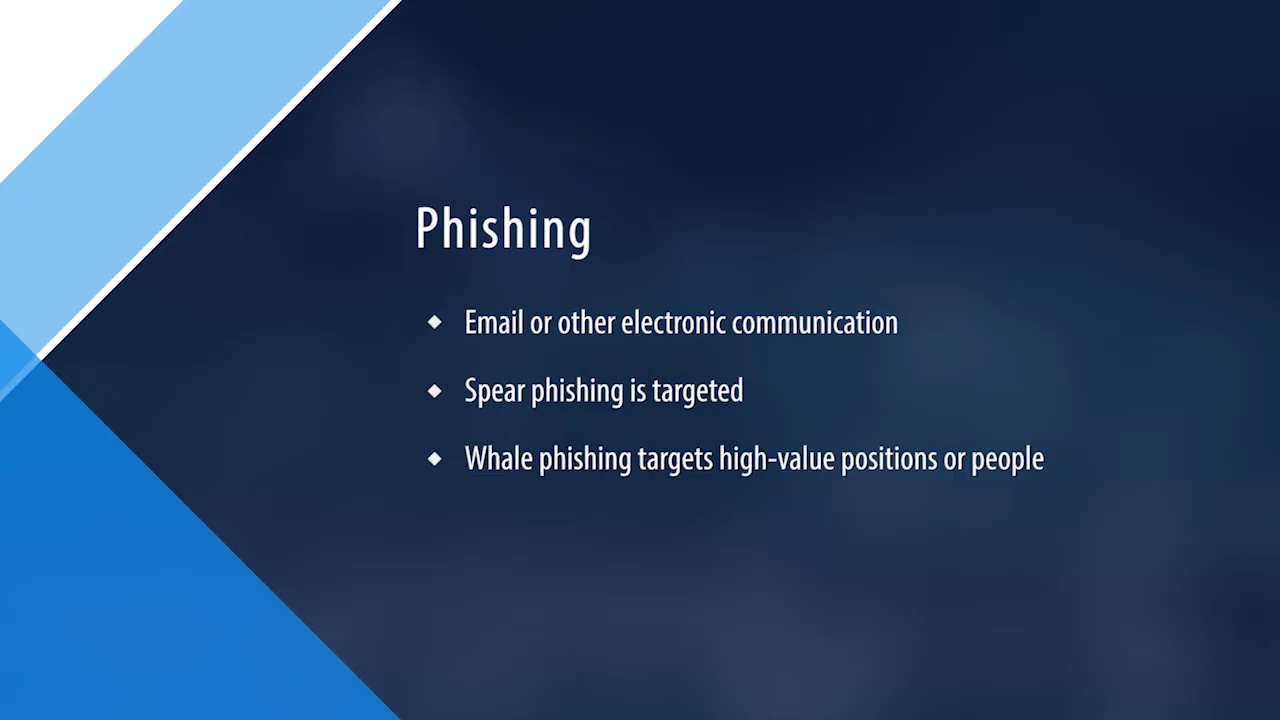 Phishing
Email or other electronic communication
Spear phishing is targeted
Whale phishing targets high-value positions or people